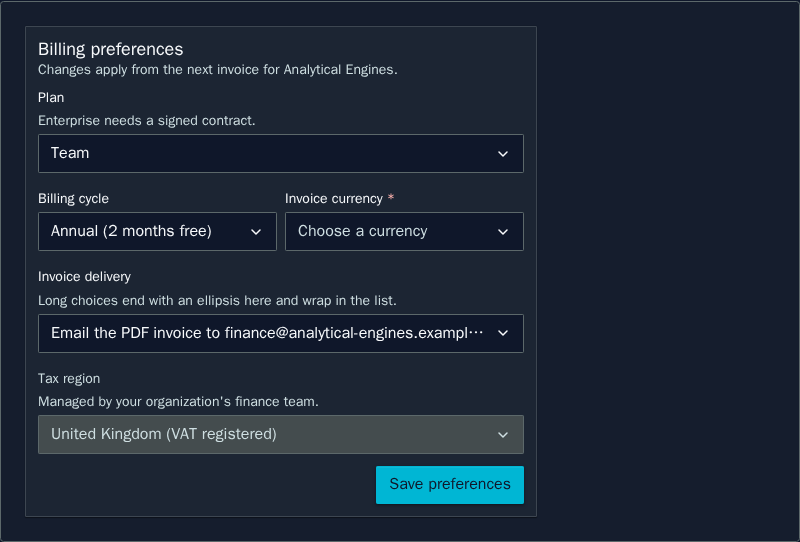 Billing preferences
Changes apply from the next invoice for Analytical Engines.
Plan
Enterprise needs a signed contract.
Team
Billing cycle
Invoice currency *
Annual (2 months free)
Choose a currency
Invoice delivery
Long choices end with an ellipsis here and wrap in the list.
Email the PDF invoice to finance@analytical-engines.exampl…
Tax region
Managed by your organization's finance team.
United Kingdom (VAT registered)
Save preferences